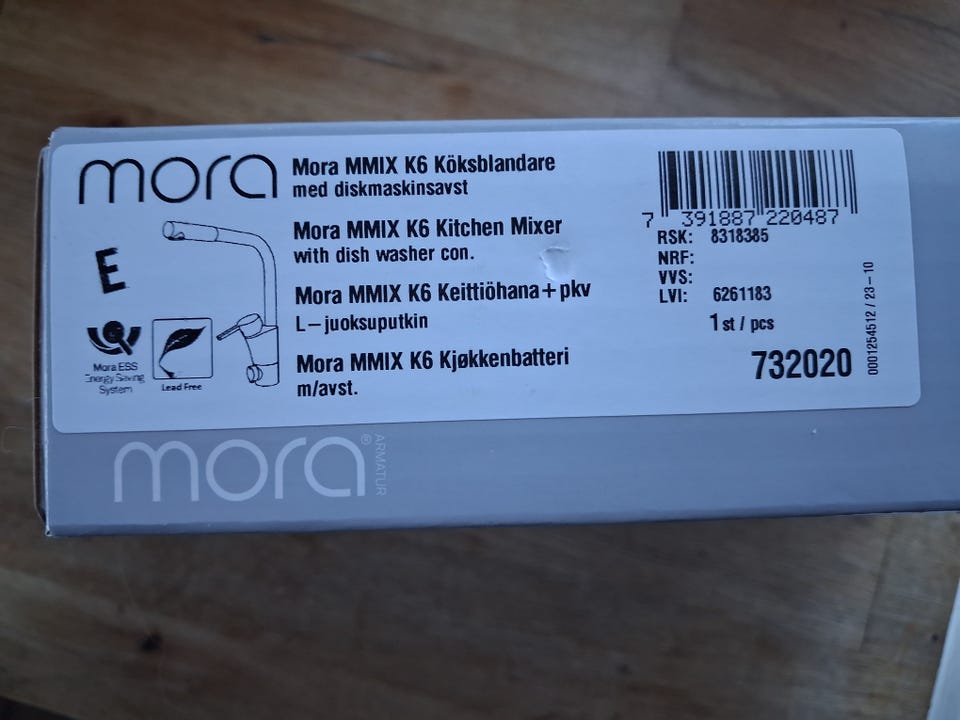 mora
Mora MMIX K6 Köksblandare
med diskmaskinsavst
Mora MMIX K6 Kitchen Mixer
with dish washer con.
Mora MMIX K6 Keittiöhana+pkv
L-juoksuputkin
Mora MMIX K6 Kjøkkenbatteri
m/avst.
E
Mora ESS
Energy Saving
System
Lead Free
7 391887 220487
RSK: 8318385
NRF:
VVS:
LVI: 6261183
1 st / pcs
732020
0001254512 / 23-10
mora® ARMATUR